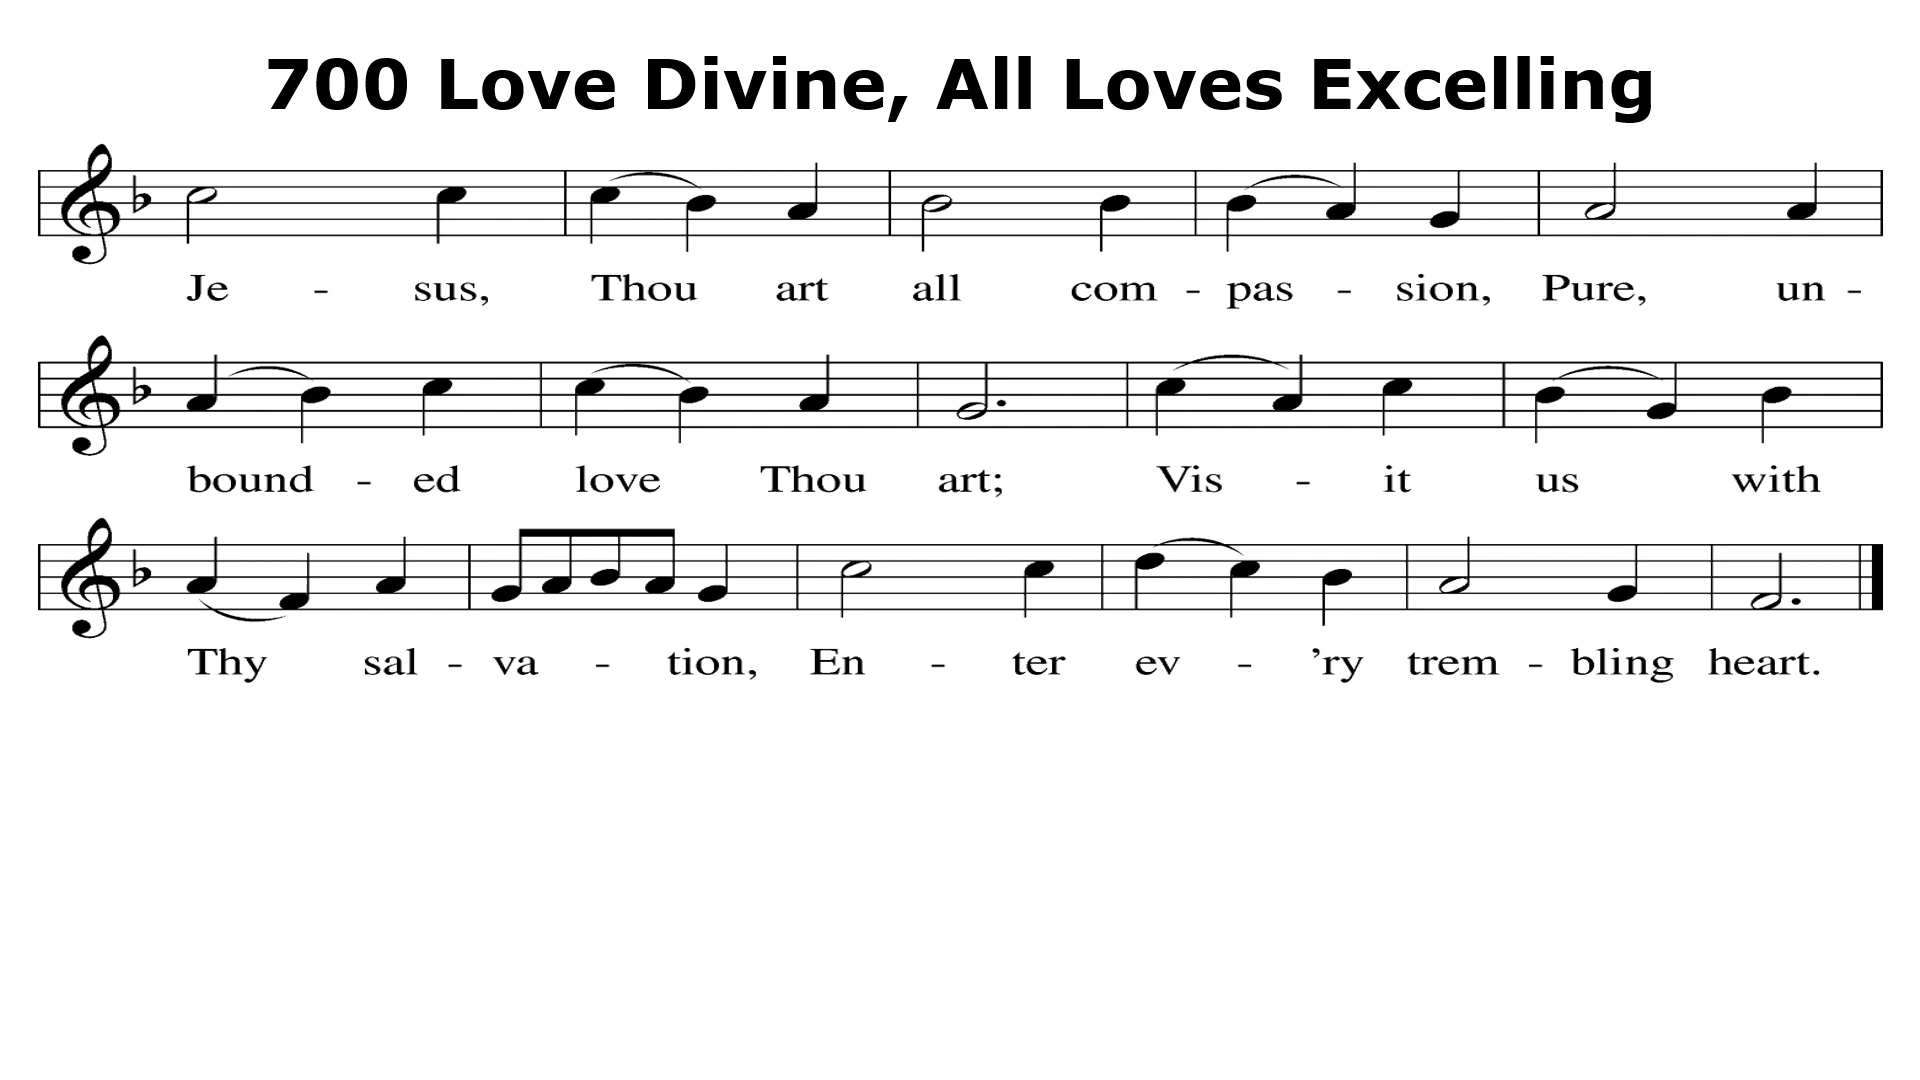 700 Love Divine, All Loves Excelling
Je - sus, Thou art all com - pas - sion, Pure, un -
bound - ed love Thou art; Vis - it us with
Thy sal - va - tion, En - ter ev - ’ry trem - bling heart.